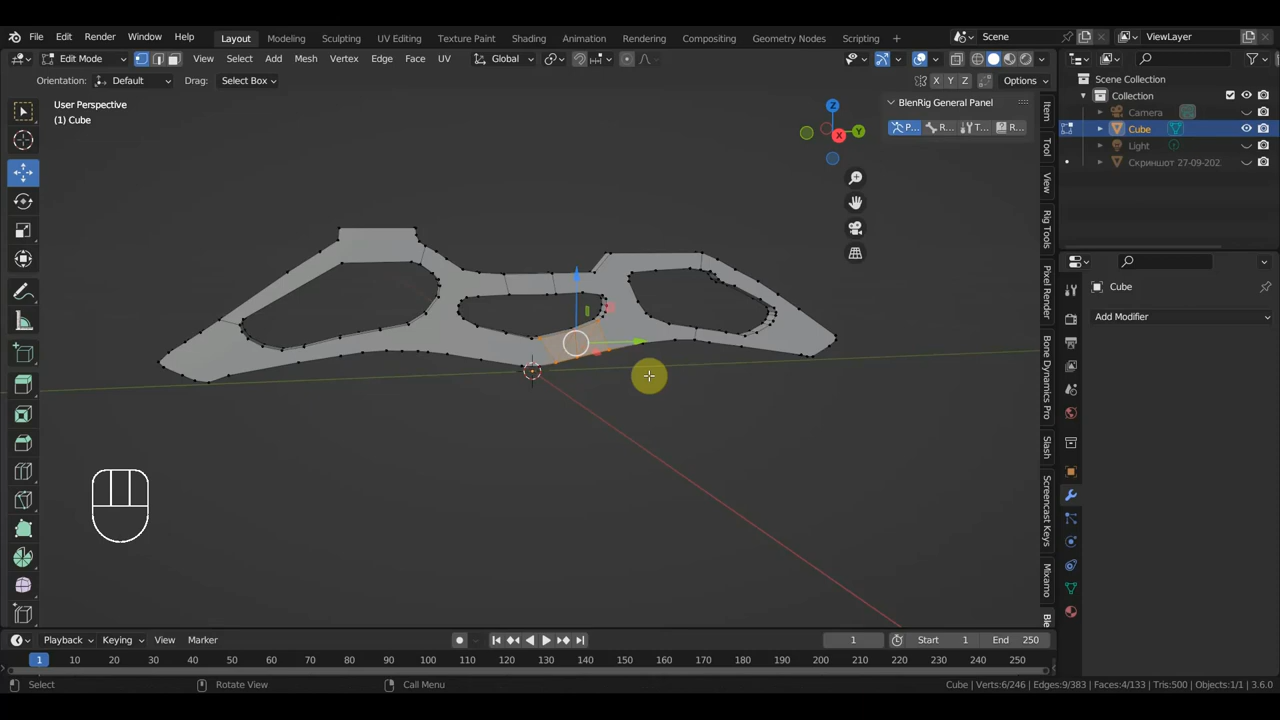 File Edit Render Window Help Layout Modeling Sculpting UV Editing Texture Paint Shading Animation Rendering Compositing Geometry Nodes Scripting + Scene ViewLayer
Edit Mode View Select Add Mesh Vertex Edge Face UV Global
Orientation: Default Drag: Select Box X Y Z Options
User Perspective
(1) Cube
BlenRig General Panel
P... R... T... R...
Z
Y
X
Item
Tool
View
Rig Tools
Pixel Render
Bone Dynamics Pro
Slash
Screencast Keys
Mixamo
Ble
Scene Collection
Collection
Camera
Cube
Light
Скриншот 27-09-202
Cube
Add Modifier
Playback Keying View Marker 1 Start 1 End 250
1 10 20 30 40 50 60 70 80 90 100 110 120 130 140 150 160 170 180 190 200 210 220 230 240 250
Select Rotate View Call Menu Cube | Verts:6/246 | Edges:9/383 | Faces:4/133 | Tris:500 | Objects:1/1 | 3.6.0